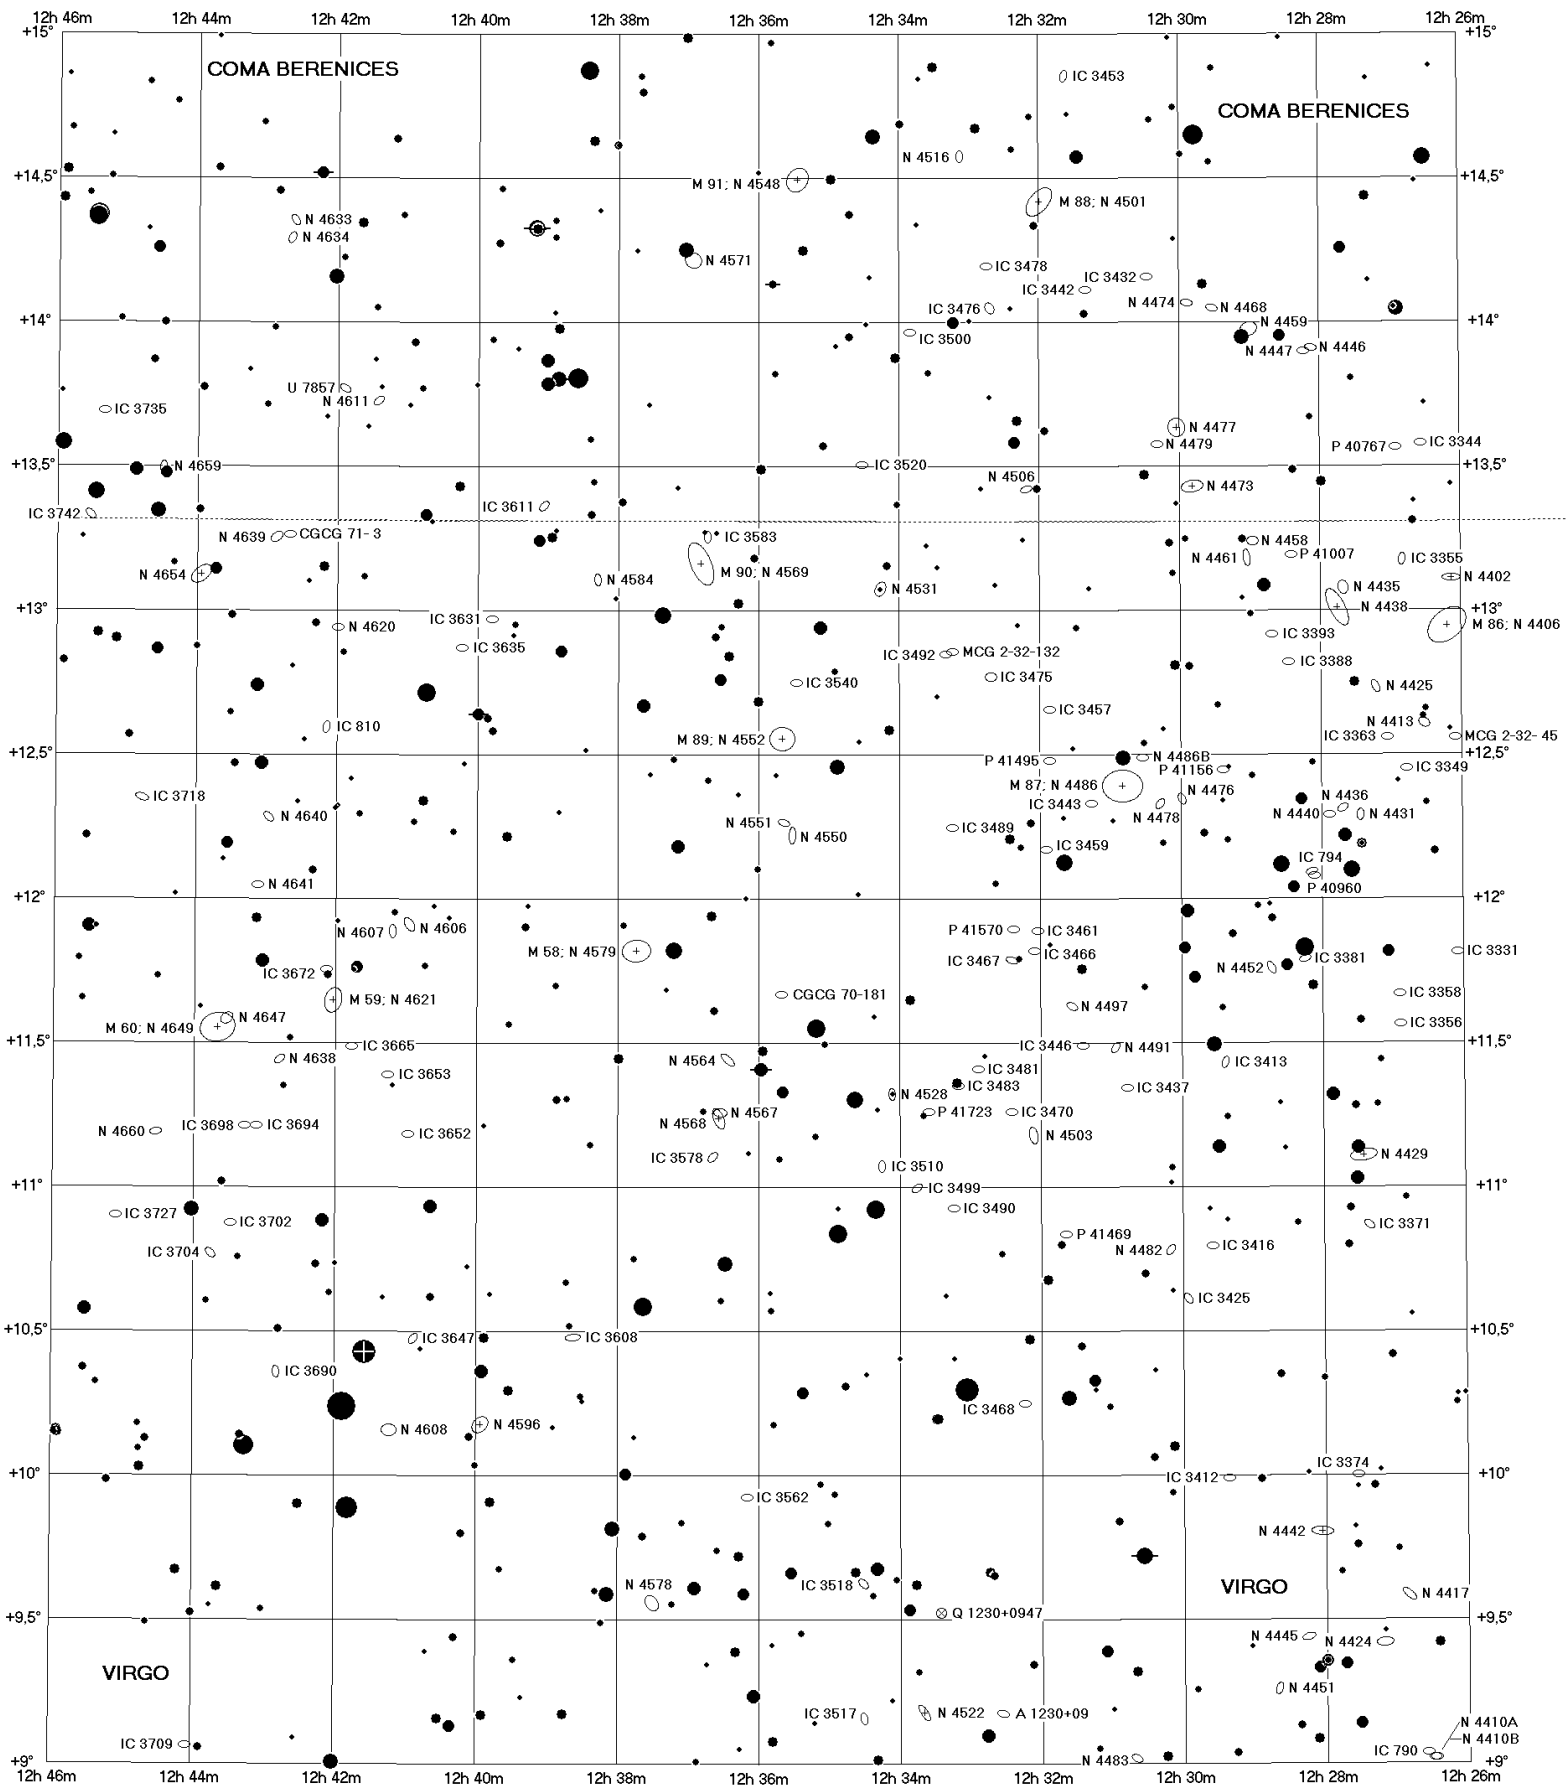 12h 46m 12h 44m 12h 42m 12h 40m 12h 38m 12h 36m 12h 34m 12h 32m 12h 30m 12h 28m 12h 26m
+15° +15°
COMA BERENICES
IC 3453
COMA BERENICES
N 4516
+14,5° +14,5°
M 91; N 4548
M 88; N 4501
N 4633
N 4634
N 4571
IC 3478
IC 3432
IC 3442
N 4474
N 4468
IC 3476
+14° +14°
N 4459
IC 3500
N 4447
N 4446
U 7857
N 4611
IC 3735
N 4477
N 4479
P 40767
IC 3344
+13,5° +13,5°
N 4659
IC 3520
N 4506
N 4473
IC 3742
IC 3611
N 4639
CGCG 71- 3
IC 3583
N 4458
P 41007
N 4461
IC 3355
N 4654
M 90; N 4569
N 4584
N 4531
N 4402
N 4435
N 4438
+13° +13°
IC 3631
N 4620
M 86; N 4406
IC 3393
IC 3635
IC 3492
MCG 2-32-132
IC 3388
IC 3540
IC 3475
N 4425
IC 3457
N 4413
IC 810
M 89; N 4552
IC 3363
MCG 2-32- 45
+12,5° +12,5°
P 41495
N 4486B
P 41156
IC 3349
M 87; N 4486
N 4476
IC 3718
IC 3443
N 4436
N 4640
N 4478
N 4440
N 4431
N 4551
N 4550
IC 3489
IC 3459
IC 794
N 4641
P 40960
+12° +12°
N 4606
N 4607
P 41570
IC 3461
M 58; N 4579
IC 3466
IC 3467
IC 3381
IC 3331
N 4452
IC 3672
M 59; N 4621
CGCG 70-181
IC 3358
N 4497
N 4647
M 60; N 4649
IC 3356
+11,5° +11,5°
IC 3665
IC 3446
N 4491
N 4638
N 4564
IC 3413
IC 3653
IC 3481
IC 3483
IC 3437
N 4528
N 4567
P 41723
IC 3470
N 4568
N 4660
IC 3698
IC 3694
IC 3652
N 4503
IC 3578
IC 3510
N 4429
+11° +11°
IC 3499
IC 3490
IC 3727
IC 3702
IC 3371
P 41469
IC 3704
N 4482
IC 3416
IC 3425
+10,5° +10,5°
IC 3647
IC 3608
IC 3690
IC 3468
N 4608
N 4596
+10° +10°
IC 3412
IC 3374
IC 3562
N 4442
N 4578
IC 3518
VIRGO
N 4417
+9,5° +9,5°
Q 1230+0947
N 4445
N 4424
VIRGO
N 4451
IC 3517
N 4522
A 1230+09
N 4410A
N 4410B
IC 3709
N 4483
IC 790
+9° +9°
12h 46m 12h 44m 12h 42m 12h 40m 12h 38m 12h 36m 12h 34m 12h 32m 12h 30m 12h 28m 12h 26m